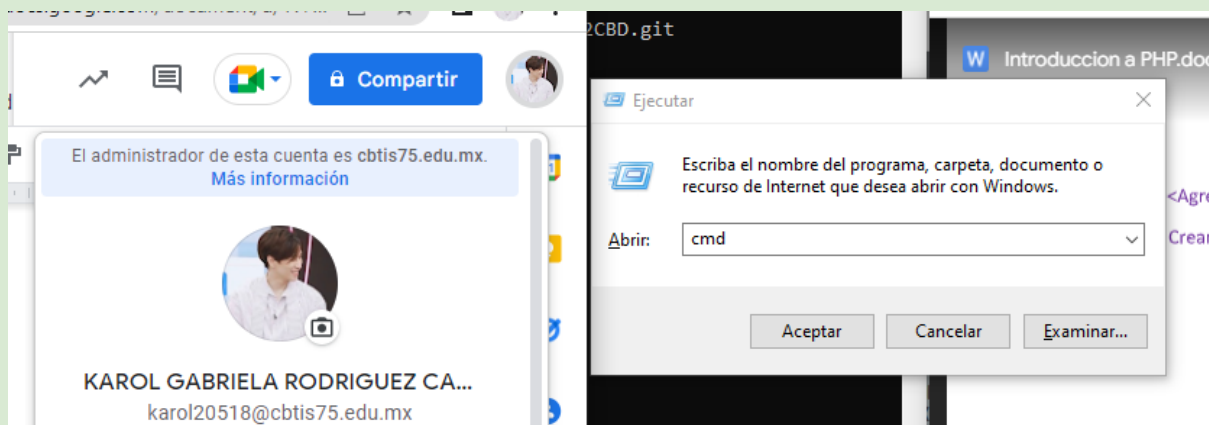 2CBD.git
Introduccion a PHP.doc
Compartir
Ejecutar
El administrador de esta cuenta es cbtis75.edu.mx.
Más información
Escriba el nombre del programa, carpeta, documento o
recurso de Internet que desea abrir con Windows.
<Agre
Abrir:
cmd
Crear
Aceptar
Cancelar
Examinar...
KAROL GABRIELA RODRIGUEZ CA...
karol20518@cbtis75.edu.mx